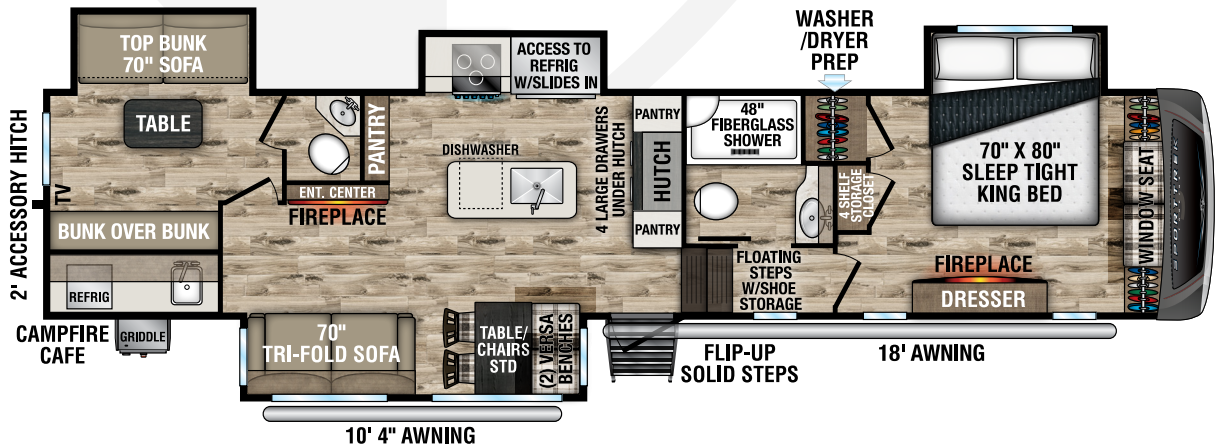 TOP BUNK
70" SOFA
TABLE
2' ACCESSORY HITCH
TV
BUNK OVER BUNK
REFRIG
CAMPFIRE
CAFE
GRIDDLE
PANTRY
ENT. CENTER
FIREPLACE
70"
TRI-FOLD SOFA
TABLE/
CHAIRS
STD
(2) VERSA
BENCHES
10' 4" AWNING
ACCESS TO
REFRIG
W/SLIDES IN
DISHWASHER
4 LARGE DRAWERS
UNDER HUTCH
PANTRY
HUTCH
PANTRY
48"
FIBERGLASS
SHOWER
WASHER
/DRYER
PREP
4 SHELF
STORAGE
CLOSET
FLOATING
STEPS
W/SHOE
STORAGE
FLIP-UP
SOLID STEPS
18' AWNING
70" X 80"
SLEEP TIGHT
KING BED
FIREPLACE
DRESSER
WINDOW SEAT
SPORTTREK